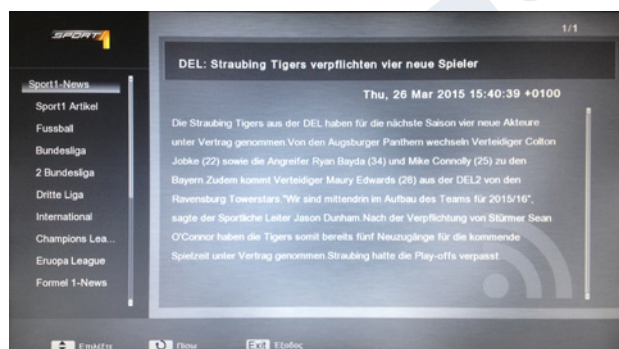 SPORT1
1/1
DEL: Straubing Tigers verpflichten vier neue Spieler
Thu, 26 Mar 2015 15:40:39 +0100
Sport1-News
Sport1 Artikel
Fussball
Bundesliga
2 Bundesliga
Dritte Liga
International
Champions Lea...
Eruopa League
Formel 1-News
Die Straubing Tigers aus der DEL haben für die nächste Saison vier neue Akteure
unter Vertrag genommen.Von den Augsburger Panthern wechseln Verteidiger Colton
Jobke (22) sowie die Angreifer Ryan Bayda (34) und Mike Connolly (25) zu den
Bayern.Zudem kommt Verteidiger Maury Edwards (28) aus der DEL2 von den
Ravensburg Towerstars."Wir sind mittendrin im Aufbau des Teams für 2015/16",
sagte der Sportliche Leiter Jason Dunham.Nach der Verpflichtung von Stürmer Sean
O'Connor haben die Tigers somit bereits fünf Neuzugänge für die kommende
Spielzeit unter Vertrag genommen.Straubing hatte die Play-offs verpasst.
Επιλέξτε
Πίσω
Exit Έξοδος